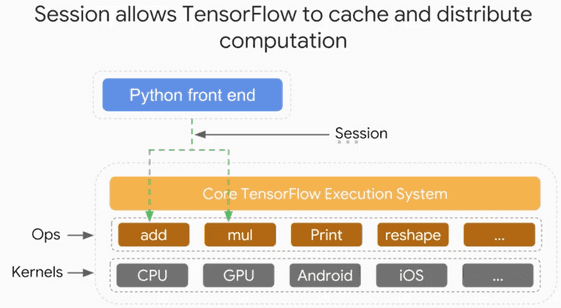 Session allows TensorFlow to cache and distribute
computation
Python front end
Session
Core TensorFlow Execution System
Ops
add
mul
Print
reshape
...
Kernels
CPU
GPU
Android
iOS
...